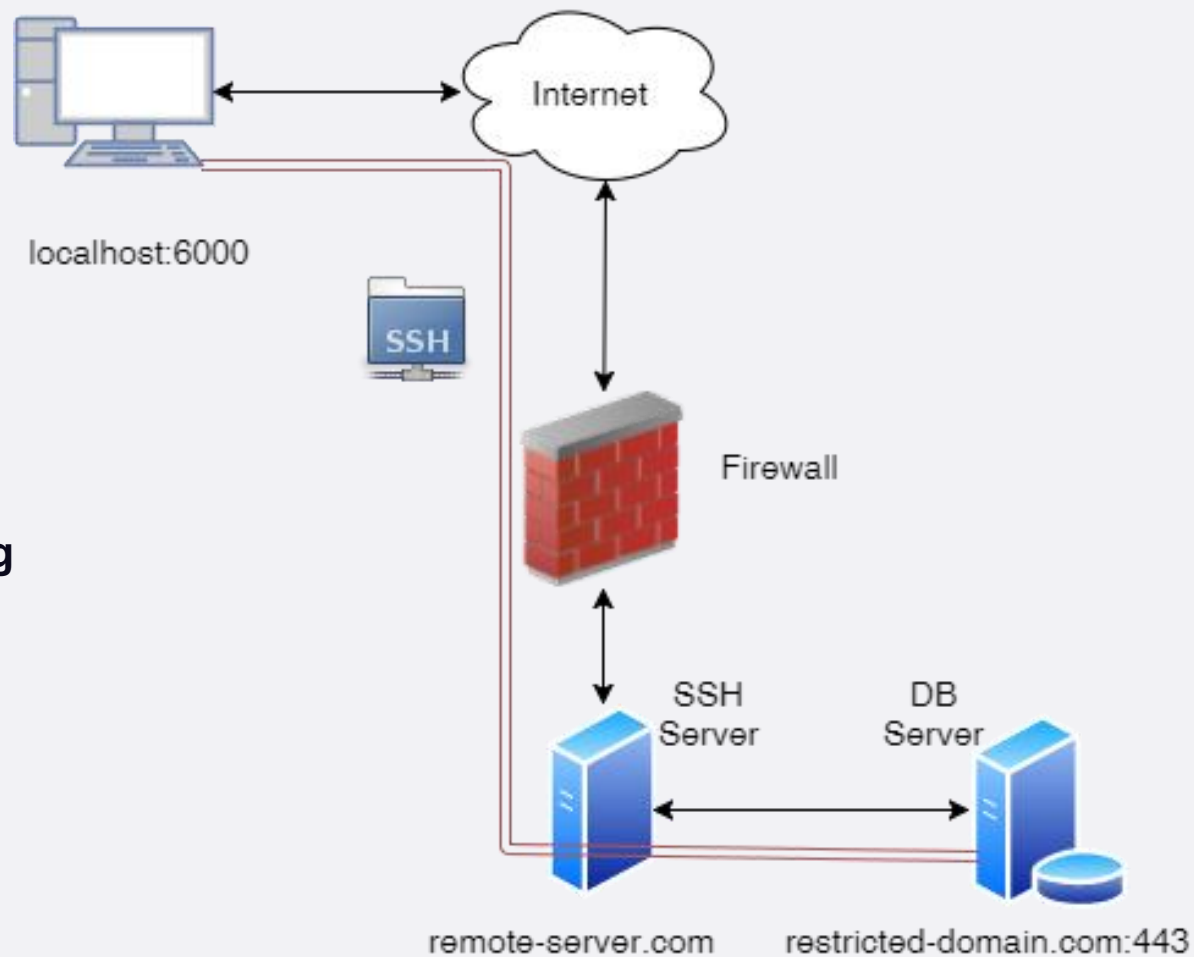 Internet
localhost:6000
SSH
Firewall
g
SSH
Server
DB
Server
remote-server.com
restricted-domain.com:443